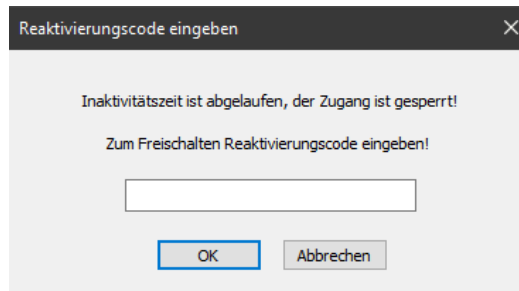 Reaktivierungscode eingeben
Inaktivitätszeit ist abgelaufen, der Zugang ist gesperrt!
Zum Freischalten Reaktivierungscode eingeben!
OK
Abbrechen